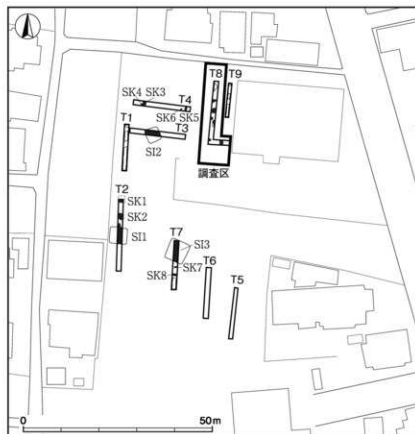 T8
T9
SK4 SK3
T4
SK6 SK5
T1
T3
SI2
調査区
T2
SK1
SK2
SI1
T7
SI3
SK7
SK8
T6
T5
0
50m